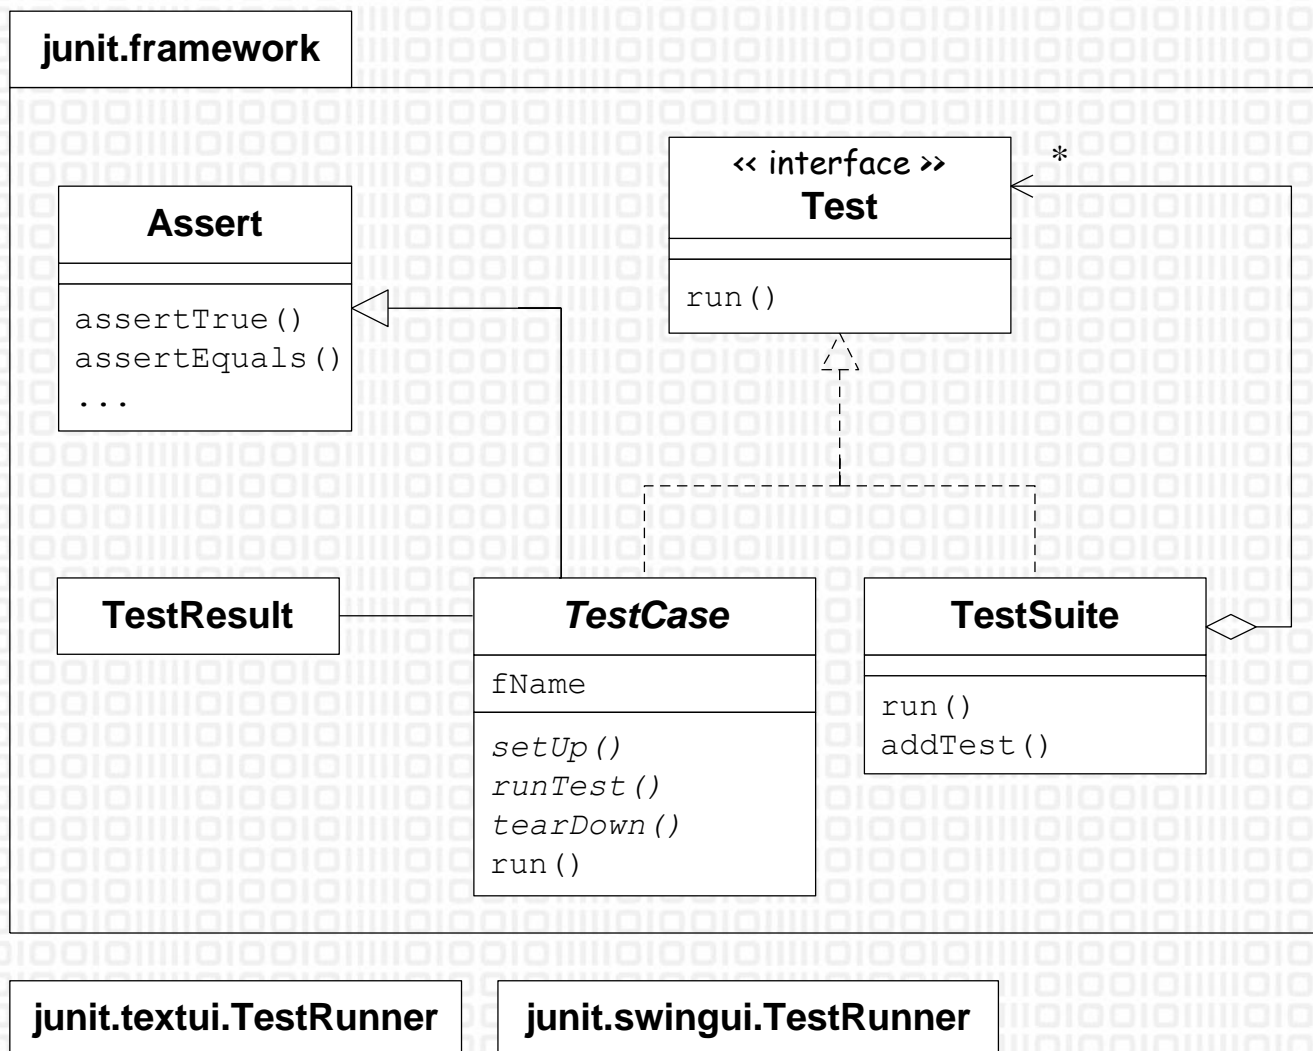 junit.framework
Assert
assertTrue()
assertEquals()
...
<< interface >>
Test
run()
*
TestResult
TestCase
fName
setUp()
runTest()
tearDown()
run()
TestSuite
run()
addTest()
junit.textui.TestRunner
junit.swingui.TestRunner